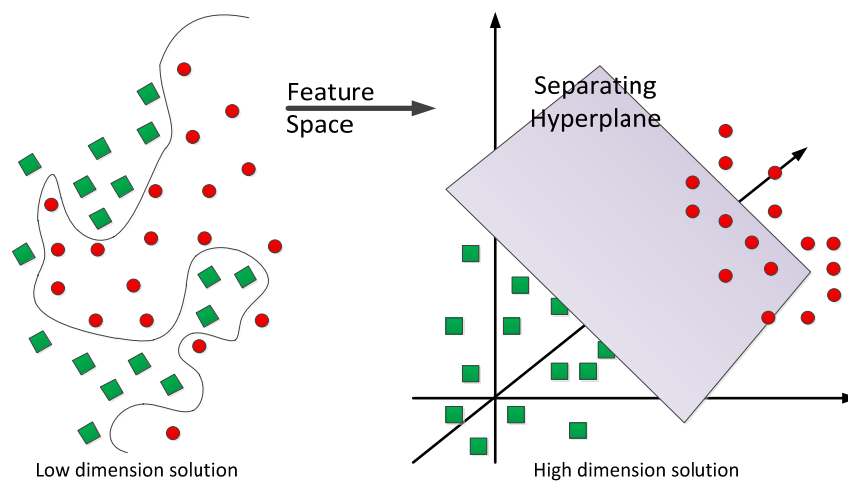 Feature
Space
Separating
Hyperplane
Low dimension solution
High dimension solution